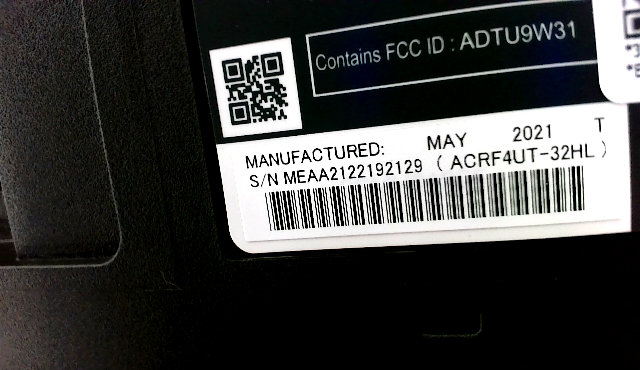 Contains FCC ID : ADTU9W31
MANUFACTURED: MAY 2021 T
S/N MEAA2122192129 ( ACRF4UT-32HL )